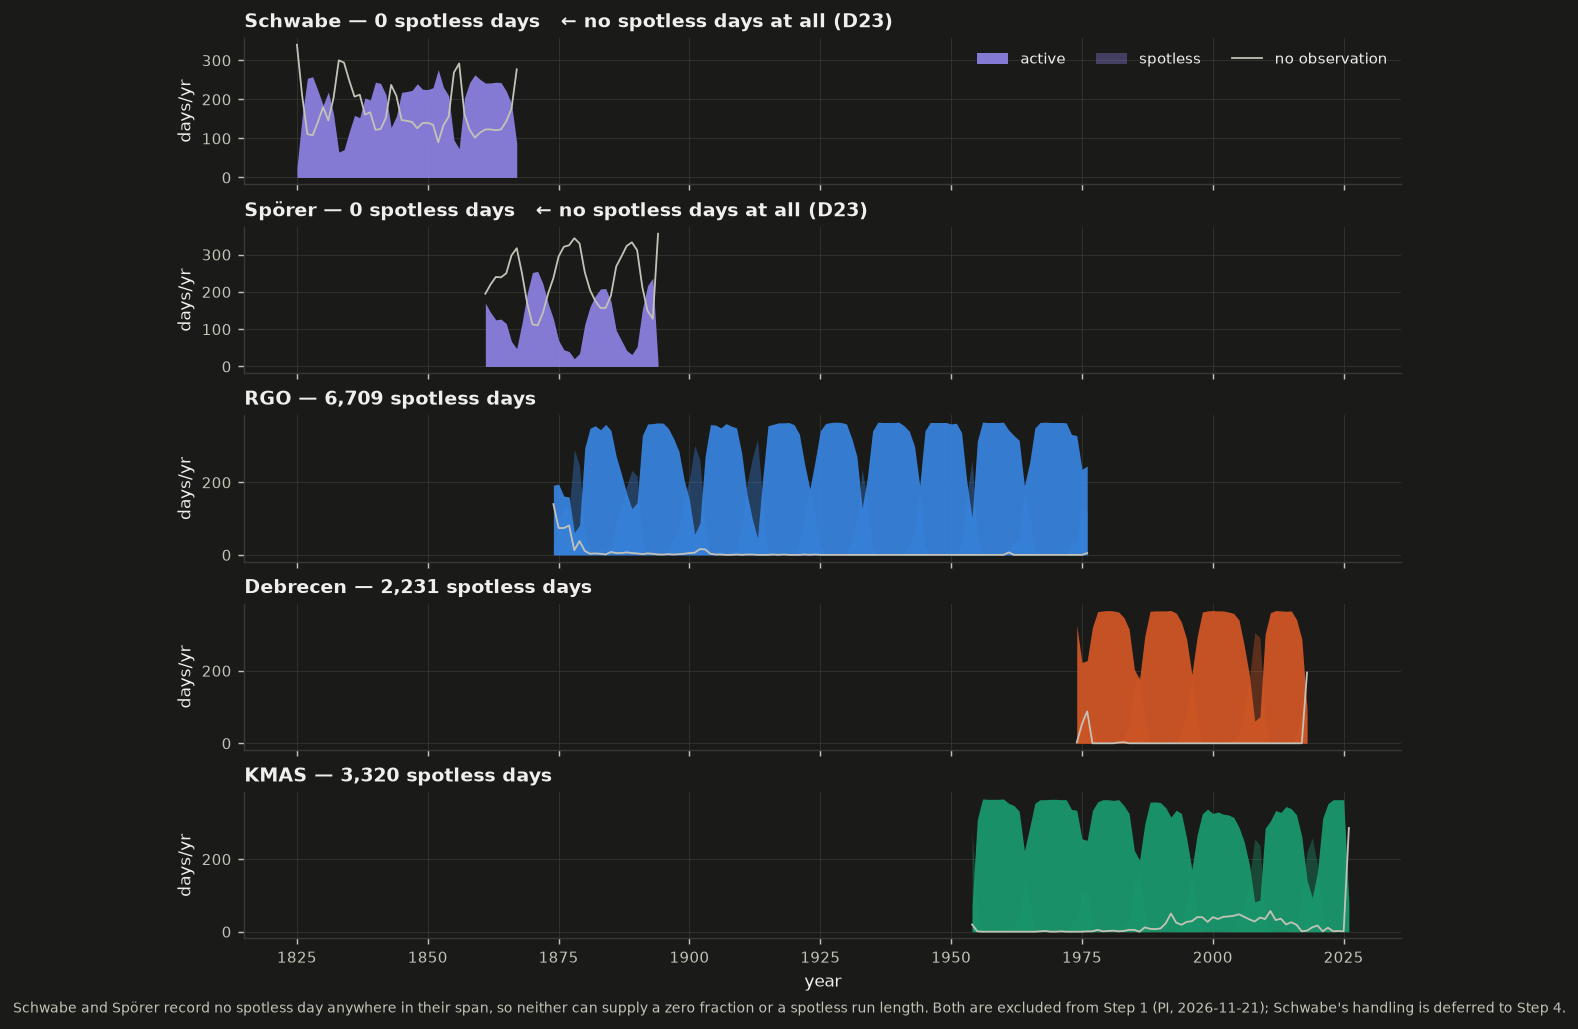 Schwabe — 0 spotless days ← no spotless days at all (D23)
active spotless no observation
days/yr
300
200
100
0
Spörer — 0 spotless days ← no spotless days at all (D23)
days/yr
300
200
100
0
RGO — 6,709 spotless days
days/yr
200
0
Debrecen — 2,231 spotless days
days/yr
200
0
KMAS — 3,320 spotless days
days/yr
200
0
1825 1850 1875 1900 1925 1950 1975 2000 2025
year
Schwabe and Spörer record no spotless day anywhere in their span, so neither can supply a zero fraction or a spotless run length. Both are excluded from Step 1 (PI, 2026-11-21); Schwabe's handling is deferred to Step 4.